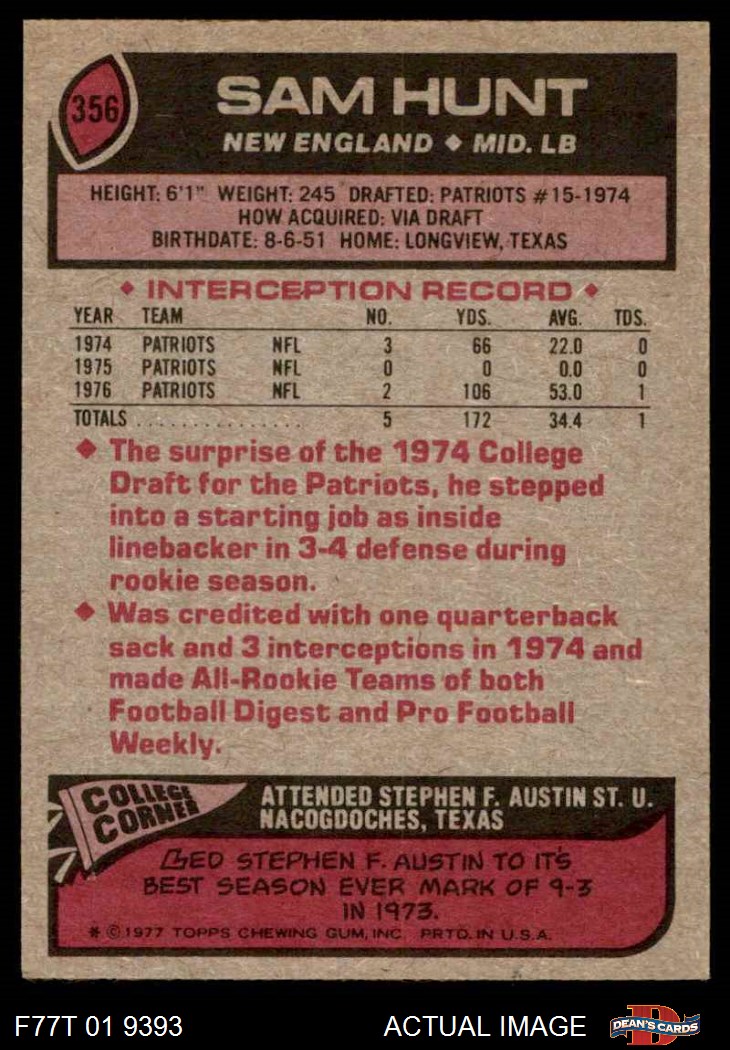 356
SAM HUNT
NEW ENGLAND ◆ MID. LB
HEIGHT: 6'1" WEIGHT: 245 DRAFTED: PATRIOTS #15-1974
HOW ACQUIRED: VIA DRAFT
BIRTHDATE: 8-6-51 HOME: LONGVIEW, TEXAS
◆ INTERCEPTION RECORD ◆
YEAR TEAM NO. YDS. AVG. TDS.
1974 PATRIOTS NFL 3 66 22.0 0
1975 PATRIOTS NFL 0 0 0.0 0
1976 PATRIOTS NFL 2 106 53.0 1
TOTALS . . . . . . . . . . . . . . 5 172 34.4 1
◆ The surprise of the 1974 College
Draft for the Patriots, he stepped
into a starting job as inside
linebacker in 3-4 defense during
rookie season.
◆ Was credited with one quarterback
sack and 3 interceptions in 1974 and
made All-Rookie Teams of both
Football Digest and Pro Football
Weekly.
COLLEGE
CORNER
ATTENDED STEPHEN F. AUSTIN ST. U.
NACOGDOCHES, TEXAS
LED STEPHEN F. AUSTIN TO IT'S
BEST SEASON EVER MARK OF 9-3
IN 1973.
* © 1977 TOPPS CHEWING GUM, INC. PRTD. IN U.S.A.
F77T 01 9393 ACTUAL IMAGE DEAN'S CARDS